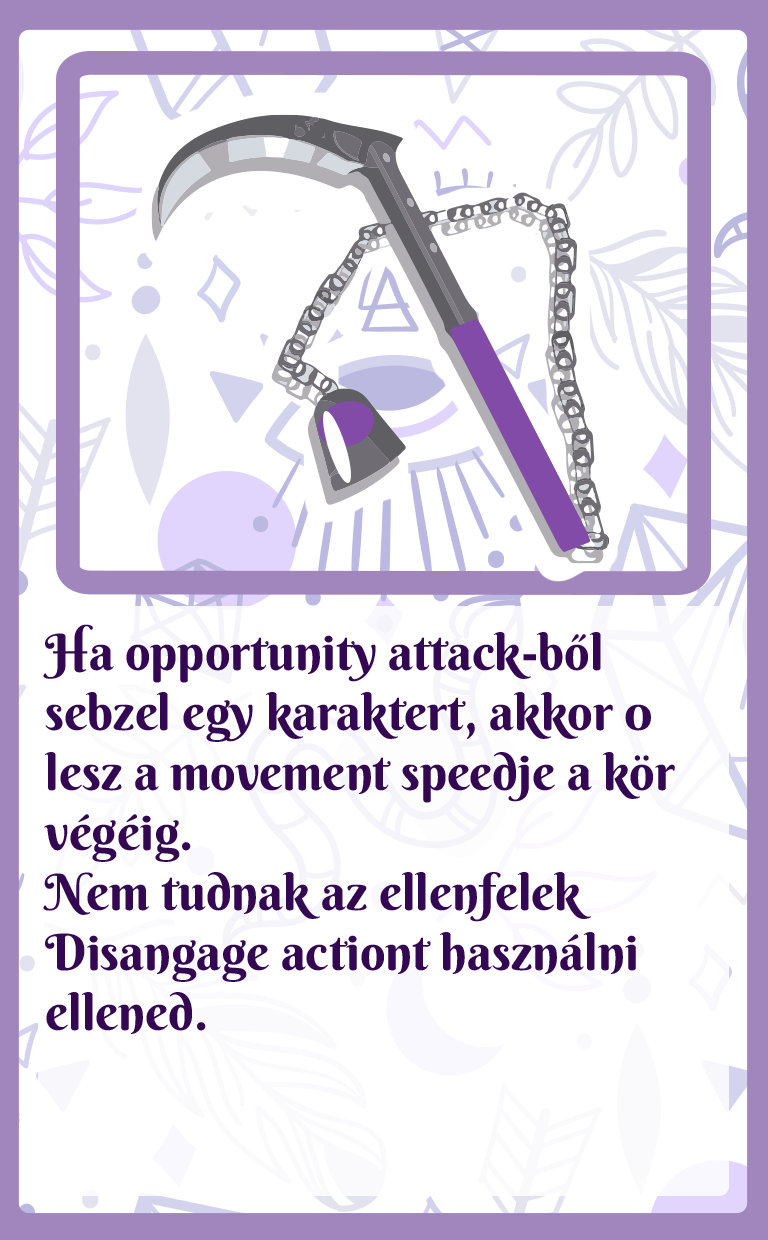 Ha opportunity attack-ből
sebzel egy karaktert, akkor o
lesz a movement speedje a kör
végéig.
Nem tudnak az ellenfelek
Disangage actiont használni
ellened.